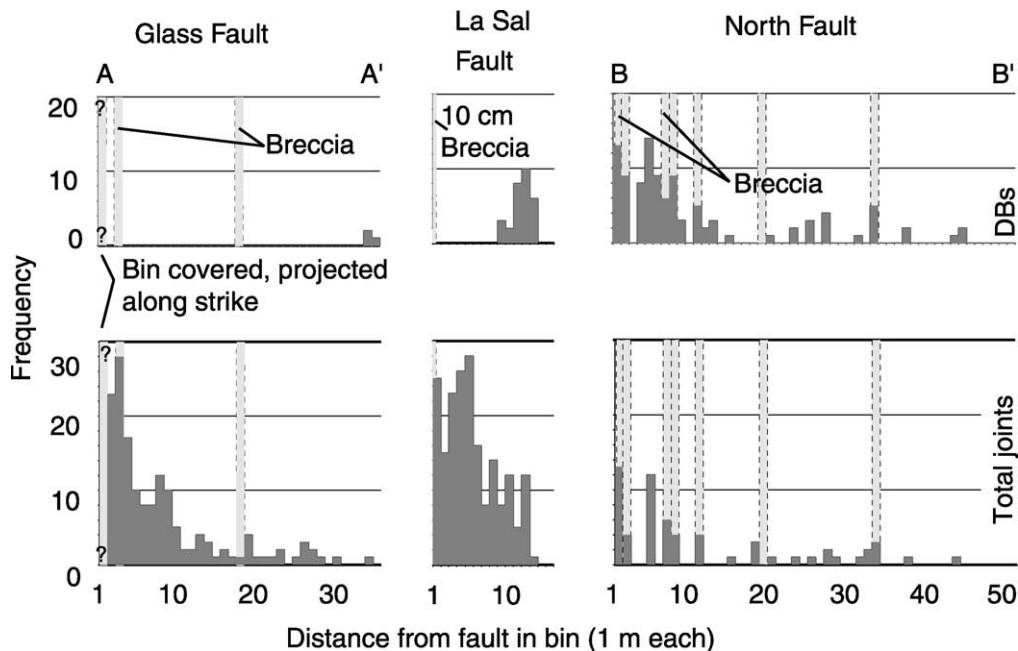 Glass Fault
La Sal
Fault
North Fault
A
A'
B
B'
20
10
0
?
?
Breccia
10 cm
Breccia
Breccia
DBs
Bin covered, projected
along strike
Frequency
30
20
10
0
?
?
Total joints
1
10
20
30
1
10
1
10
20
30
40
50
Distance from fault in bin (1 m each)